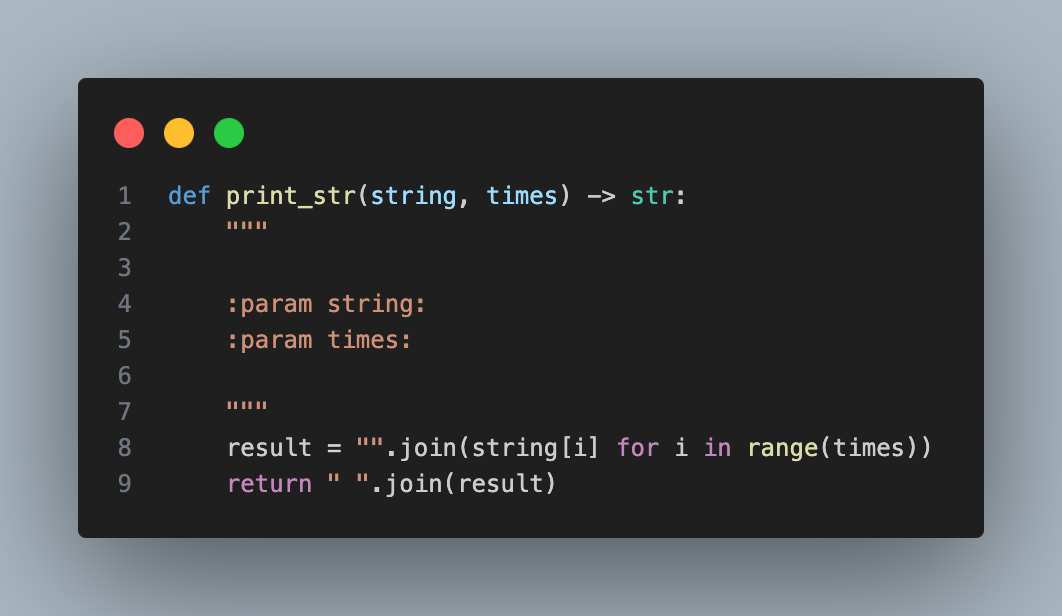 1 def print_str(string, times) -> str:
2     """
3
4     :param string:
5     :param times:
6
7     """
8     result = "".join(string[i] for i in range(times))
9     return " ".join(result)